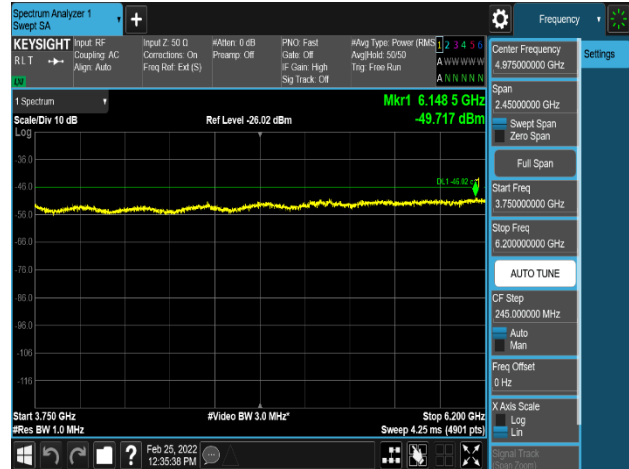 Spectrum Analyzer 1
Swept SA
Frequency
KEYSIGHT
RLT
Input: RF
Coupling: AC
Align: Auto
Input Z: 50 Ω
Corrections: On
Freq Ref: Ext (S)
#Atten: 0 dB
Preamp: Off
PNO: Fast
Gate: Off
IF Gain: High
Sig Track: Off
#Avg Type: Power (RMS
Avg|Hold: 50/50
Trig: Free Run
1 2 3 4 5 6
A W W W W W
A N N N N N
LXI
1 Spectrum
Scale/Div 10 dB
Log
Ref Level -26.02 dBm
Mkr1 6.148 5 GHz
-49.717 dBm
-36.0
-46.0
-56.0
-66.0
-76.0
-86.0
-96.0
-106
-116
Start 3.750 GHz
#Res BW 1.0 MHz
#Video BW 3.0 MHz*
Stop 6.200 GHz
Sweep 4.25 ms (4901 pts)
Center Frequency
4.975000000 GHz
Settings
Span
2.45000000 GHz
Swept Span
Zero Span
Full Span
Start Freq
3.750000000 GHz
Stop Freq
6.200000000 GHz
AUTO TUNE
CF Step
245.000000 MHz
Auto
Man
Freq Offset
0 Hz
X Axis Scale
Log
Lin
Signal Track
(Span Zoom)
?
Feb 25, 2022
12:35:38 PM